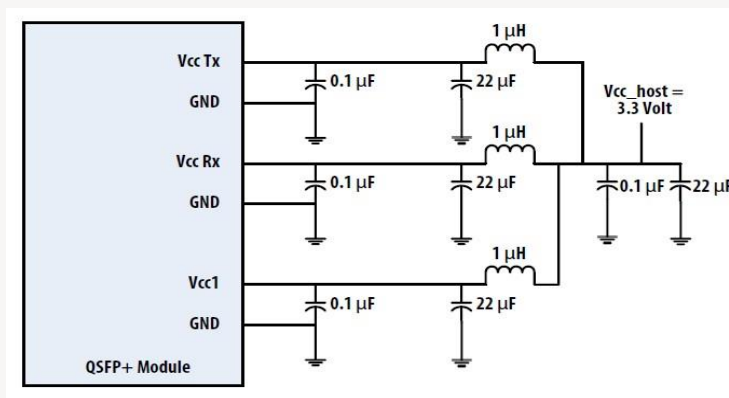 1 μH
Vcc Tx
0.1 μF
22 μF
GND
Vcc_host =
3.3 Volt
1 μH
Vcc Rx
0.1 μF
22 μF
0.1 μF
22 μF
GND
1 μH
Vcc1
0.1 μF
22 μF
GND
QSFP+ Module